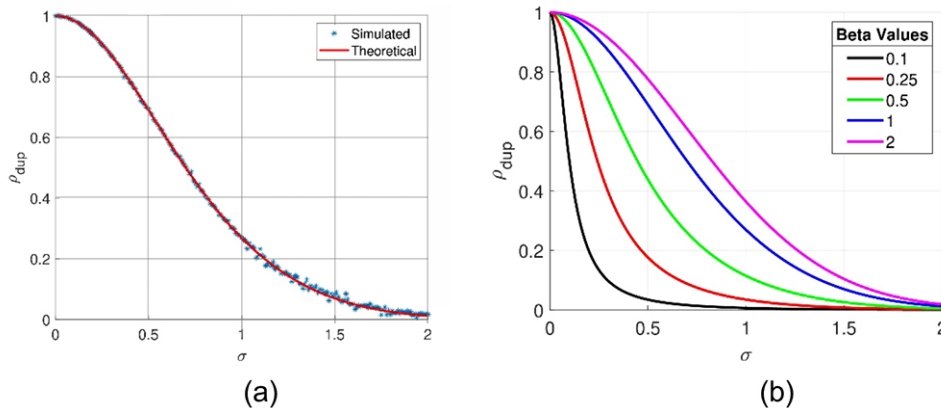 1
0.8
0.6
0.4
0.2
0
ρdup
0 0.5 1 1.5 2
σ
Simulated
Theoretical
(a)
1
0.8
0.6
0.4
0.2
0
ρdup
0 0.5 1 1.5 2
σ
Beta Values
0.1
0.25
0.5
1
2
(b)